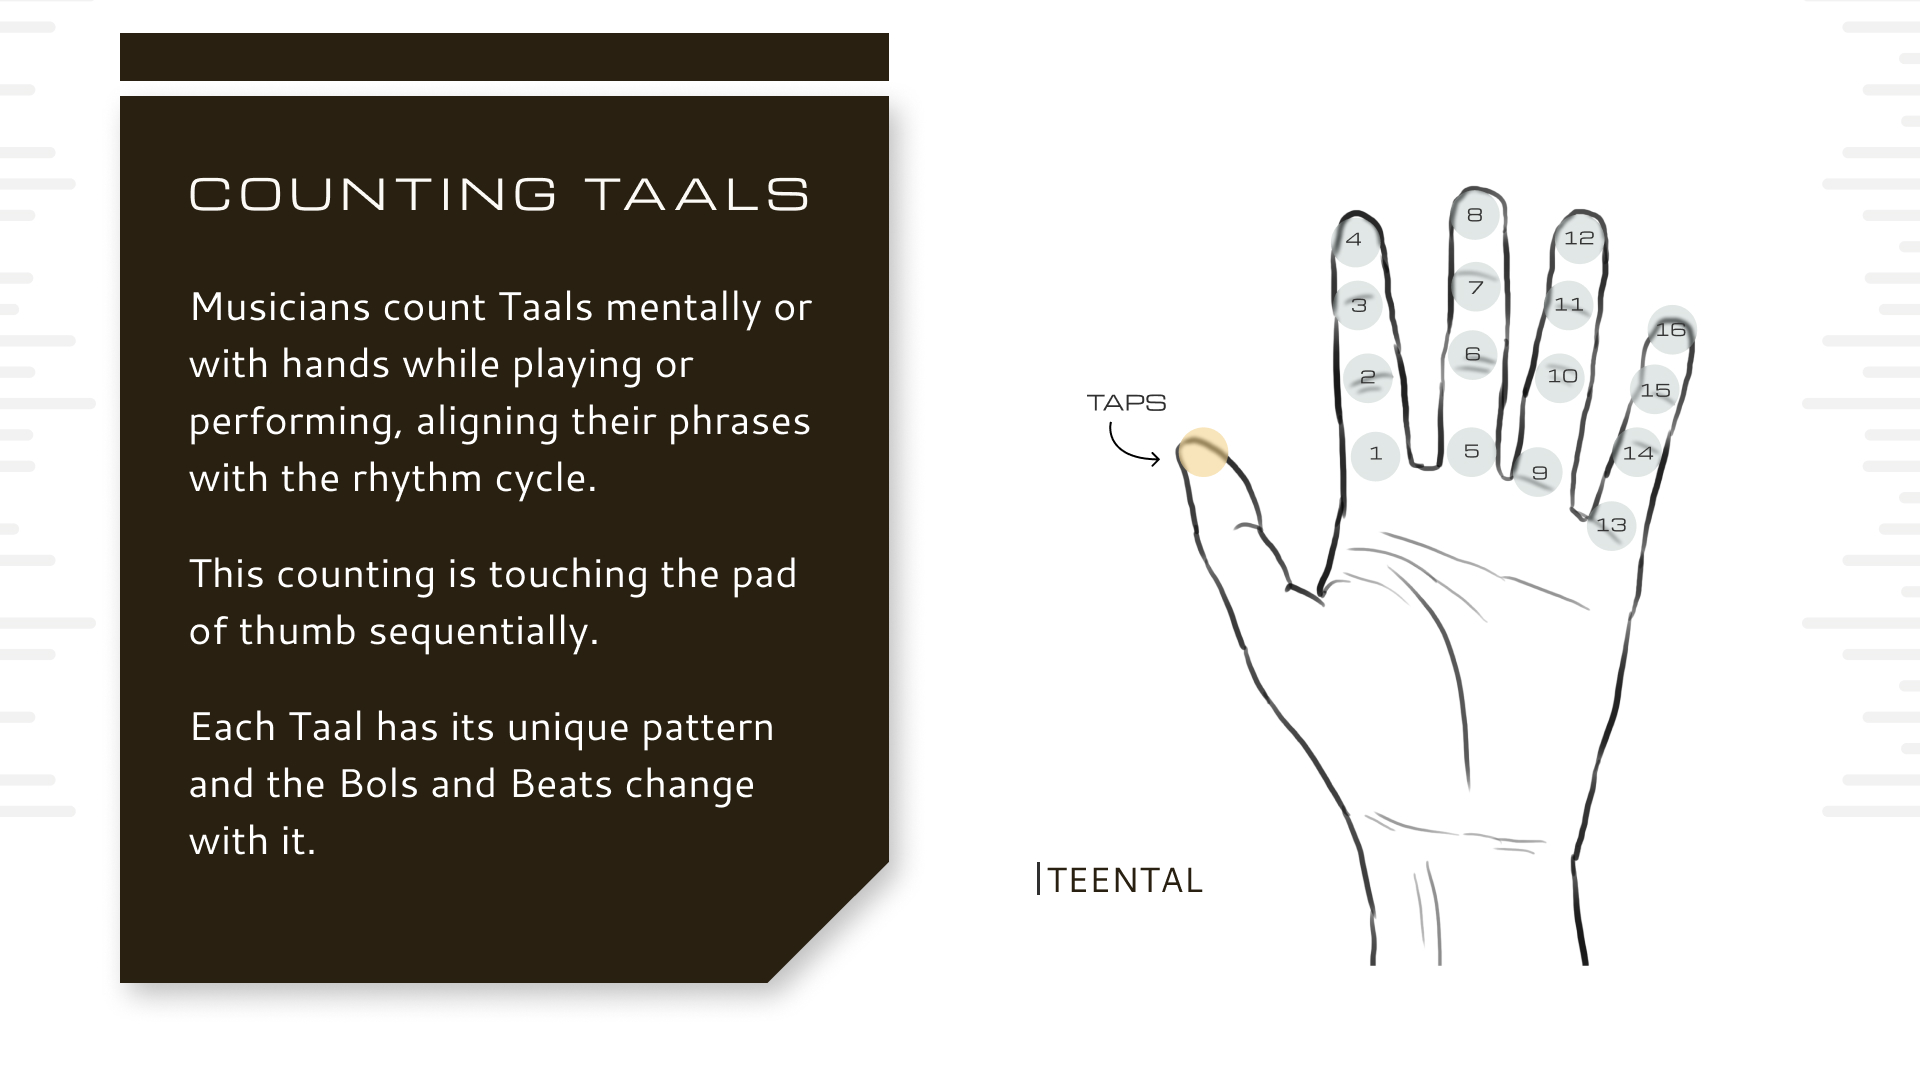 COUNTING TAALS
Musicians count Taals mentally or
with hands while playing or
performing, aligning their phrases
with the rhythm cycle.
This counting is touching the pad
of thumb sequentially.
Each Taal has its unique pattern
and the Bols and Beats change
with it.
TAPS
4
3
2
1
8
7
6
5
12
11
10
9
16
15
14
13
TEENTAL